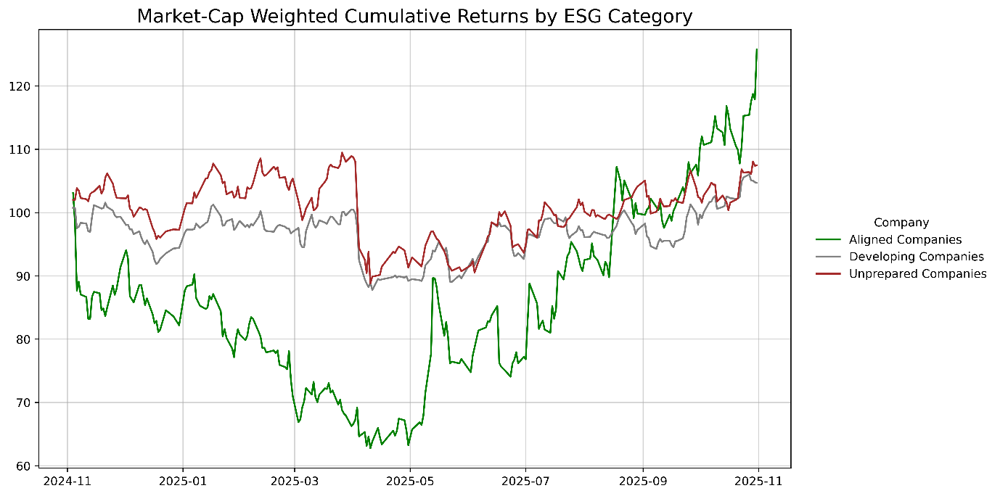 Market-Cap Weighted Cumulative Returns by ESG Category
120
110
100
90
80
70
60
2024-11 2025-01 2025-03 2025-05 2025-07 2025-09 2025-11
Company
Aligned Companies
Developing Companies
Unprepared Companies